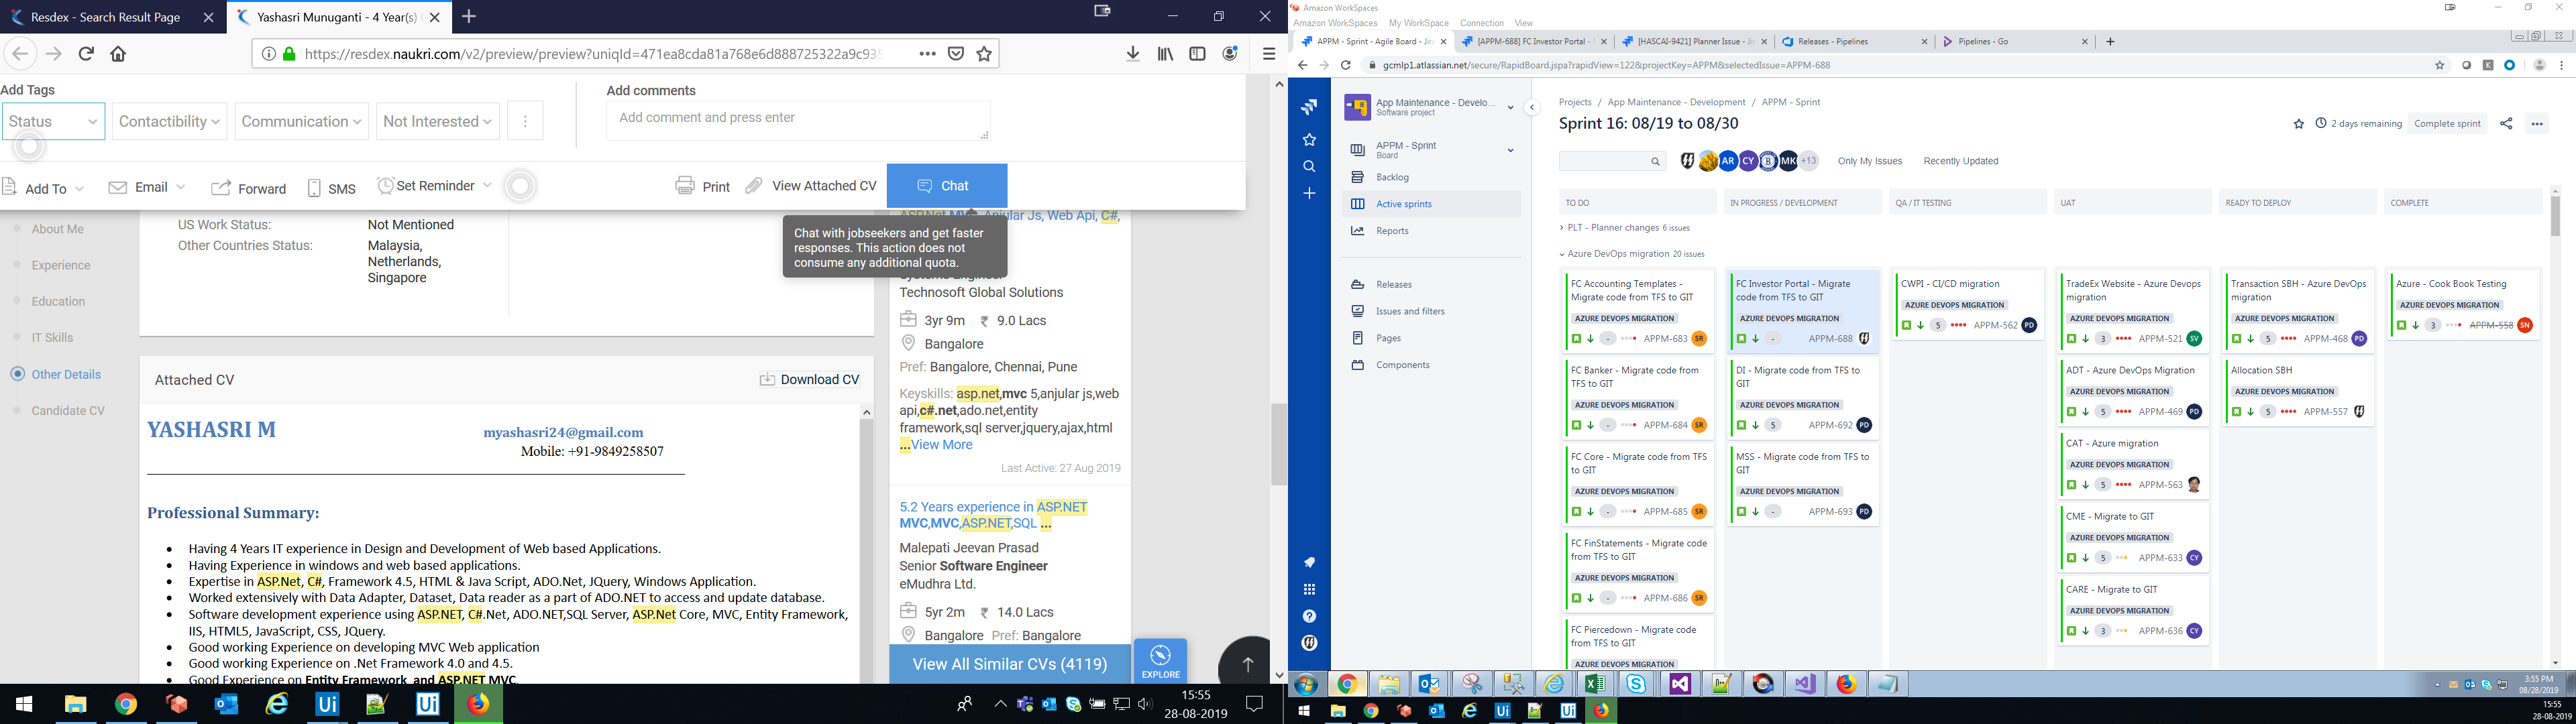 Resdex - Search Result Page
Yashasri Munuganti - 4 Year(s)
https://resdex.naukri.com/v2/preview/preview?uniqId=471ea8cda81a768e6d888725322a9c93
Add Tags
Status
Contactibility
Communication
Not Interested
Add comments
Add comment and press enter
Add To
Email
Forward
SMS
Set Reminder
Print
View Attached CV
Chat
Chat with jobseekers and get faster
responses. This action does not
consume any additional quota.
About Me
Experience
Education
IT Skills
Other Details
Candidate CV
US Work Status:
Not Mentioned
Other Countries Status:
Malaysia,
Netherlands,
Singapore
Attached CV
Download CV
YASHASRI M
myashasri24@gmail.com
Mobile: +91-9849258507
Professional Summary:
• Having 4 Years IT experience in Design and Development of Web based Applications.
• Having Experience in windows and web based applications.
• Expertise in ASP.Net, C#, Framework 4.5, HTML & Java Script, ADO.Net, JQuery, Windows Application.
• Worked extensively with Data Adapter, Dataset, Data reader as a part of ADO.NET to access and update database.
• Software development experience using ASP.NET, C#.Net, ADO.NET,SQL Server, ASP.Net Core, MVC, Entity Framework,
IIS, HTML5, JavaScript, CSS, JQuery.
• Good working Experience on developing MVC Web application
• Good working Experience on .Net Framework 4.0 and 4.5.
• Good Experience on Entity Framework and ASP.NET MVC.
ASP.Net MVC, Anjular Js, Web Api, C#,
Systems Engineer
Technosoft Global Solutions
3yr 9m ₹ 9.0 Lacs
Bangalore
Pref: Bangalore, Chennai, Pune
Keyskills: asp.net,mvc 5,anjular js,web
api,c#.net,ado.net,entity
framework,sql server,jquery,ajax,html
...View More
Last Active: 27 Aug 2019
5.2 Years experience in ASP.NET
MVC,MVC,ASP.NET,SQL ...
Malepati Jeevan Prasad
Senior Software Engineer
eMudhra Ltd.
5yr 2m ₹ 14.0 Lacs
Bangalore Pref: Bangalore
View All Similar CVs (4119)
EXPLORE
15:55
28-08-2019
Amazon WorkSpaces
Amazon WorkSpaces My WorkSpace Connection View
APPM - Sprint - Agile Board - Jira
[APPM-688] FC Investor Portal -
[HASCAI-9421] Planner Issue - Ji
Releases - Pipelines
Pipelines - Go
gcmlp1.atlassian.net/secure/RapidBoard.jspa?rapidView=122&projectKey=APPM&selectedIssue=APPM-688
App Maintenance - Develo...
Software project
APPM - Sprint
Board
Backlog
Active sprints
Reports
Releases
Issues and filters
Pages
Components
Projects / App Maintenance - Development / APPM - Sprint
Sprint 16: 08/19 to 08/30
2 days remaining
Complete sprint
AR
CY
MK
+13
Only My Issues
Recently Updated
TO DO
IN PROGRESS / DEVELOPMENT
QA / IT TESTING
UAT
READY TO DEPLOY
COMPLETE
PLT - Planner changes 6 issues
Azure DevOps migration 20 issues
FC Accounting Templates -
Migrate code from TFS to GIT
AZURE DEVOPS MIGRATION
- APPM-683 SR
FC Banker - Migrate code from
TFS to GIT
AZURE DEVOPS MIGRATION
- APPM-684 SR
FC Core - Migrate code from TFS
to GIT
AZURE DEVOPS MIGRATION
- APPM-685 SR
FC FinStatements - Migrate code
from TFS to GIT
AZURE DEVOPS MIGRATION
- APPM-686 SR
FC Piercedown - Migrate code
from TFS to GIT
AZURE DEVOPS MIGRATION
FC Investor Portal - Migrate
code from TFS to GIT
AZURE DEVOPS MIGRATION
- APPM-688
DI - Migrate code from TFS to
GIT
AZURE DEVOPS MIGRATION
5 APPM-692 PD
MSS - Migrate code from TFS to
GIT
AZURE DEVOPS MIGRATION
- APPM-693 PD
CWPI - CI/CD migration
AZURE DEVOPS MIGRATION
5 APPM-562 PD
TradeEx Website - Azure Devops
migration
AZURE DEVOPS MIGRATION
3 APPM-521 SV
ADT - Azure DevOps Migration
AZURE DEVOPS MIGRATION
5 APPM-469 PD
CAT - Azure migration
AZURE DEVOPS MIGRATION
5 APPM-563
CME - Migrate to GIT
AZURE DEVOPS MIGRATION
5 APPM-633 CY
CARE - Migrate to GIT
AZURE DEVOPS MIGRATION
3 APPM-636 CY
Transaction SBH - Azure DevOps
migration
AZURE DEVOPS MIGRATION
5 APPM-468 PD
Allocation SBH
AZURE DEVOPS MIGRATION
5 APPM-557
Azure - Cook Book Testing
AZURE DEVOPS MIGRATION
3 APPM-558 SN
3:55 PM
08/28/2019
15:55
28-08-2019